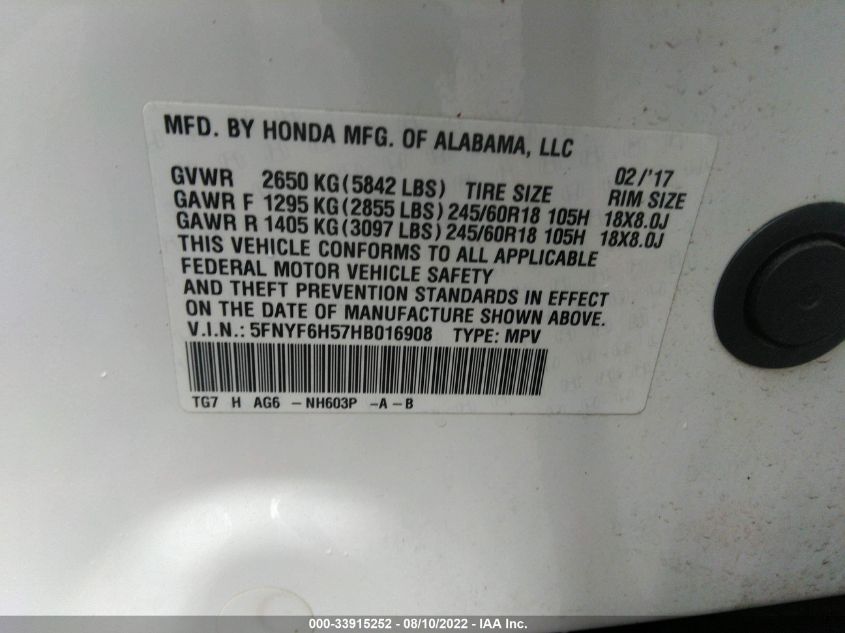 MFD. BY HONDA MFG. OF ALABAMA, LLC
02/'17
GVWR 2650 KG (5842 LBS) TIRE SIZE RIM SIZE
GAWR F 1295 KG (2855 LBS) 245/60R18 105H 18X8.0J
GAWR R 1405 KG (3097 LBS) 245/60R18 105H 18X8.0J
THIS VEHICLE CONFORMS TO ALL APPLICABLE
FEDERAL MOTOR VEHICLE SAFETY
AND THEFT PREVENTION STANDARDS IN EFFECT
ON THE DATE OF MANUFACTURE SHOWN ABOVE.
V.I.N.: 5FNYF6H57HB016908 TYPE: MPV
TG7 H AG6 - NH603P - A - B
000-33915252 - 08/10/2022 - IAA Inc.